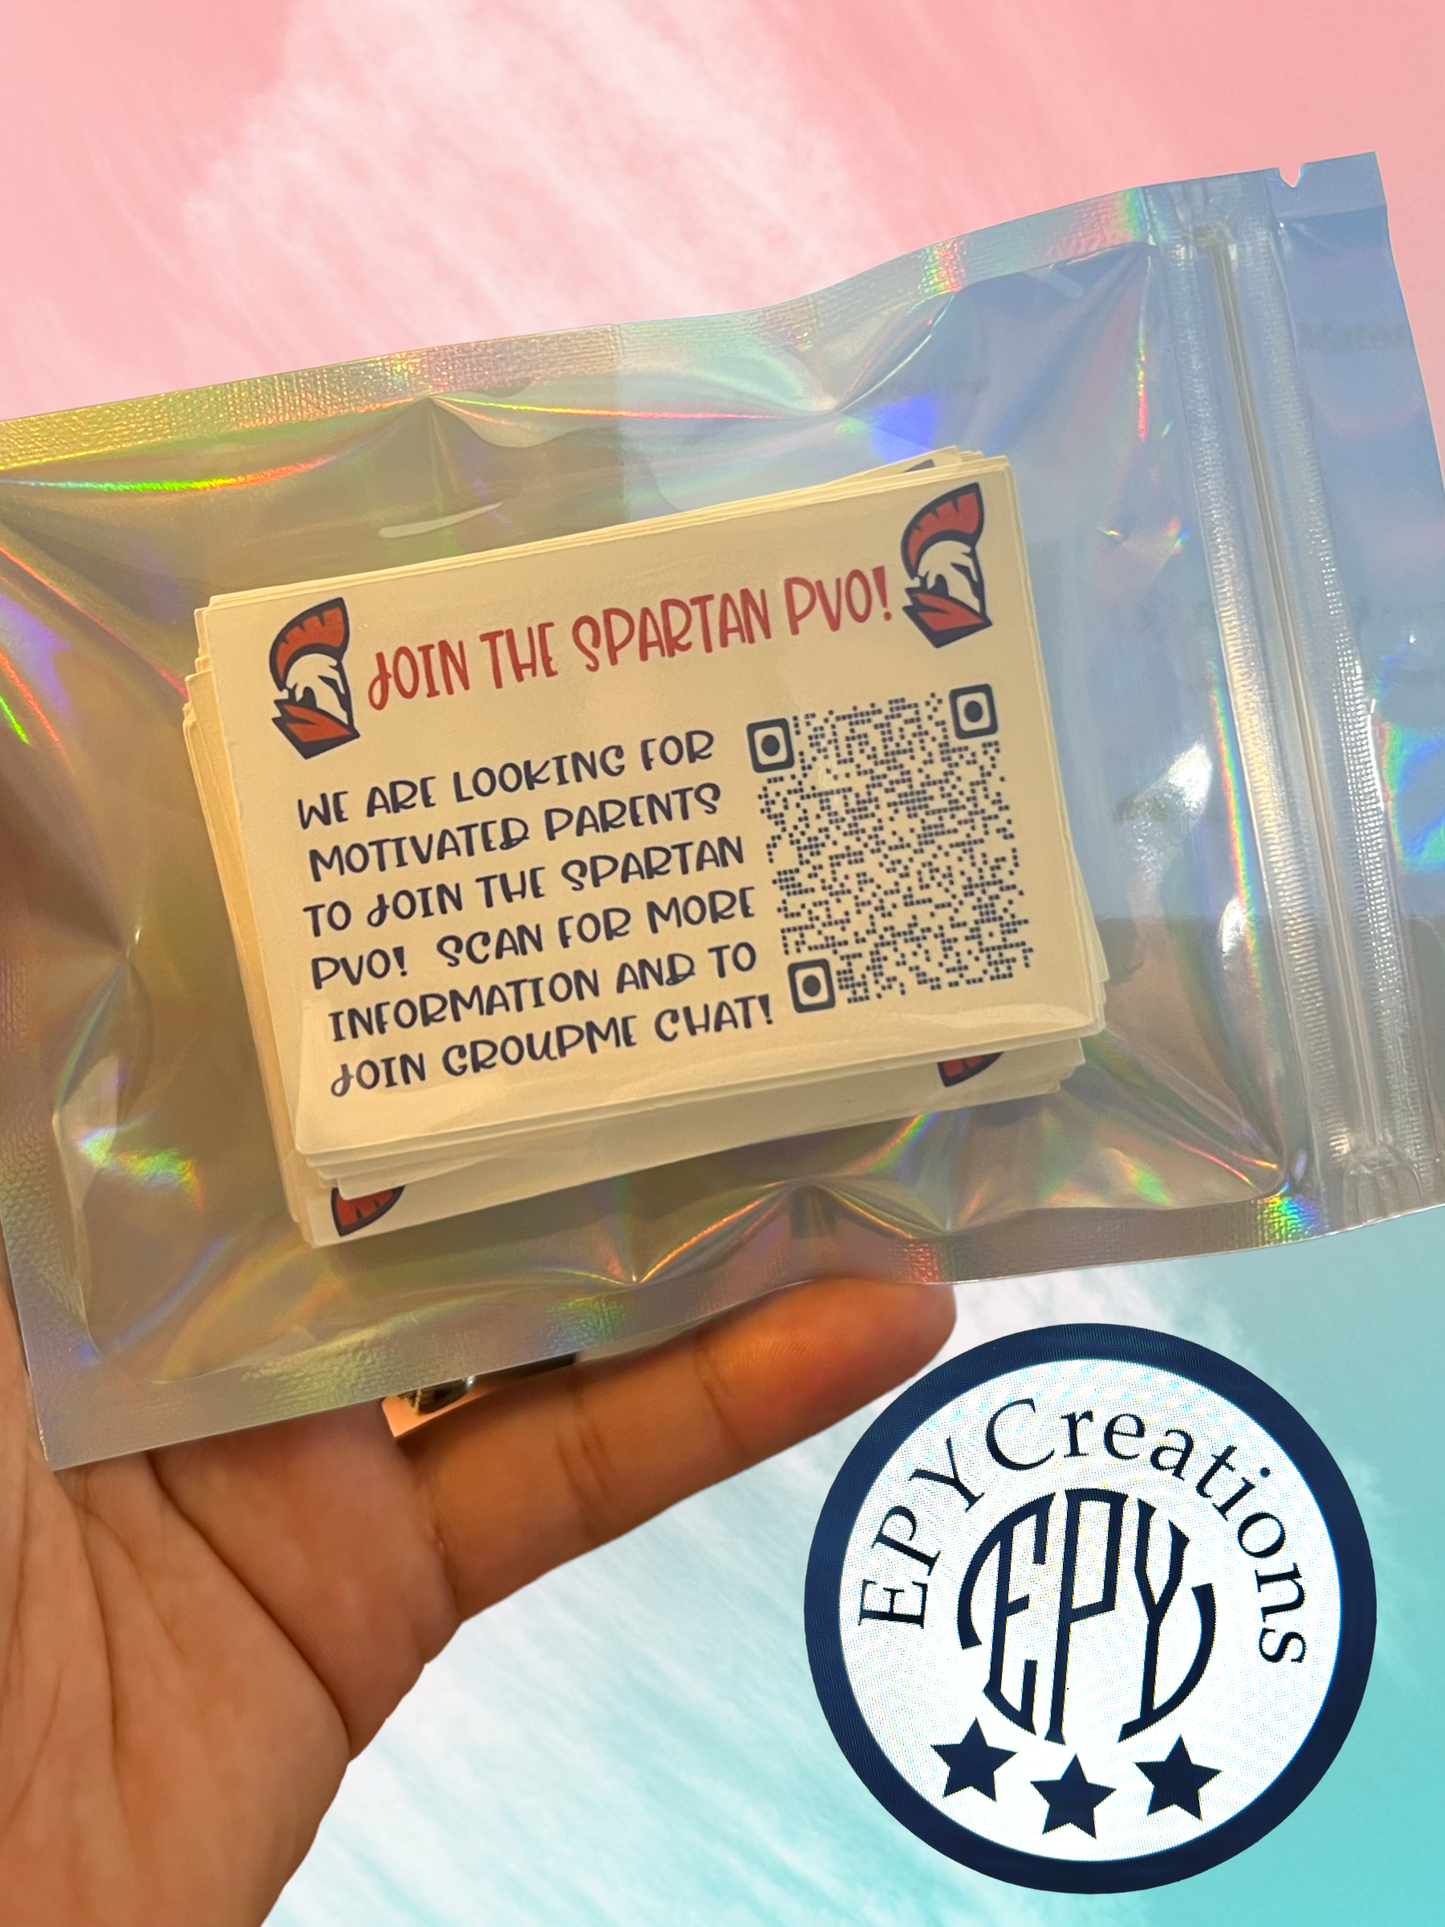 JOIN THE SPARTAN PVO!
WE ARE LOOKING FOR
MOTIVATED PARENTS
TO JOIN THE SPARTAN
PVO! SCAN FOR MORE
INFORMATION AND TO
JOIN GROUPME CHAT!
EPYCreations
EPY